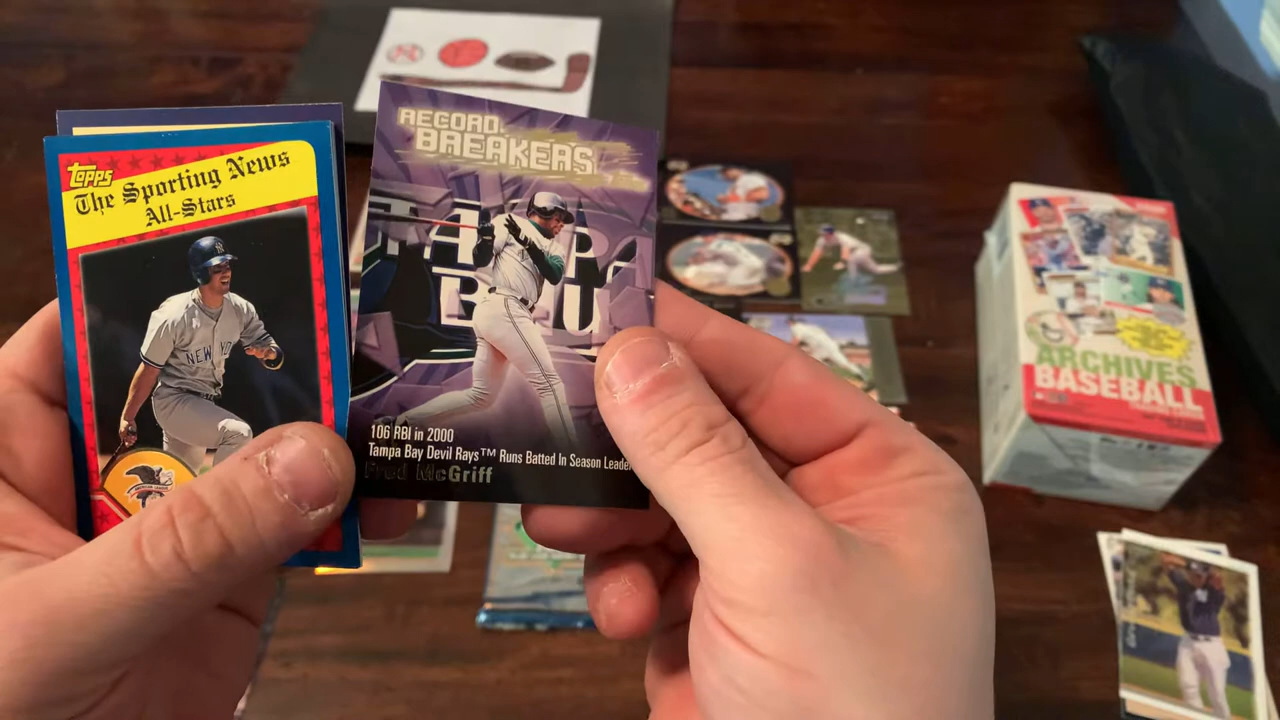 topps
The Sporting News
All-Stars
NEW YO
RECORD
BREAKERS
TAMPA
BAY
106 RBI in 2000
Tampa Bay Devil Rays™ Runs Batted In Season Leader
Fred McGriff
ARCHIVES
BASEBALL